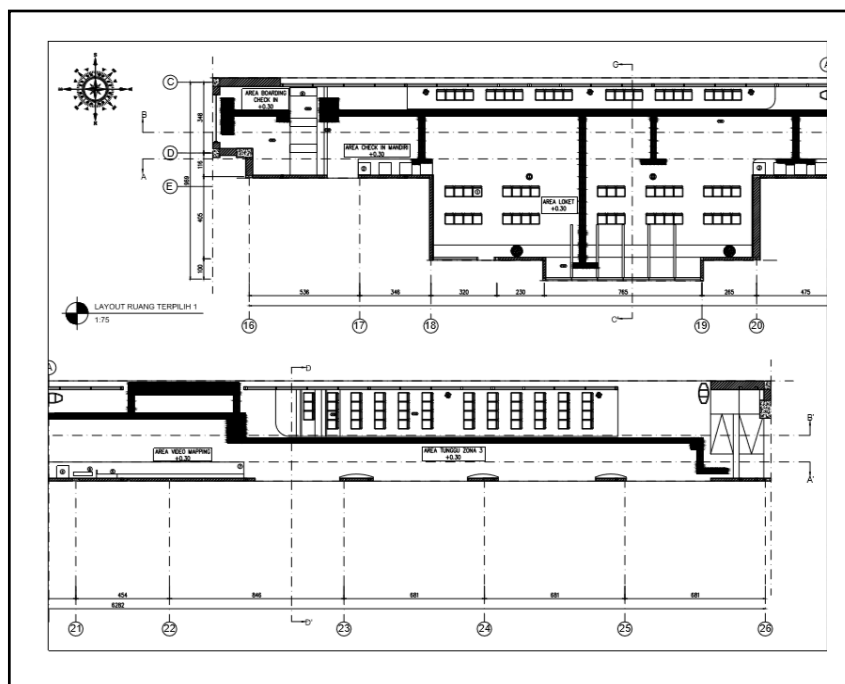 C
A
C
B
AREA BOARDING
CHECK IN
+0.30
348
D
AREA CHECK IN MANDIRI
+0.30
A
116
969
E
AREA LOKET
+0.30
405
100
536
346
320
230
765
265
475
LAYOUT RUANG TERPILIH 1
1:75
16
17
18
C'
19
20
A
D
B'
AREA VIDEO MAPPING
+0.30
AREA TUNGGU ZONA 3
+0.30
A'
454
846
681
681
681
6282
21
22
D'
23
24
25
26